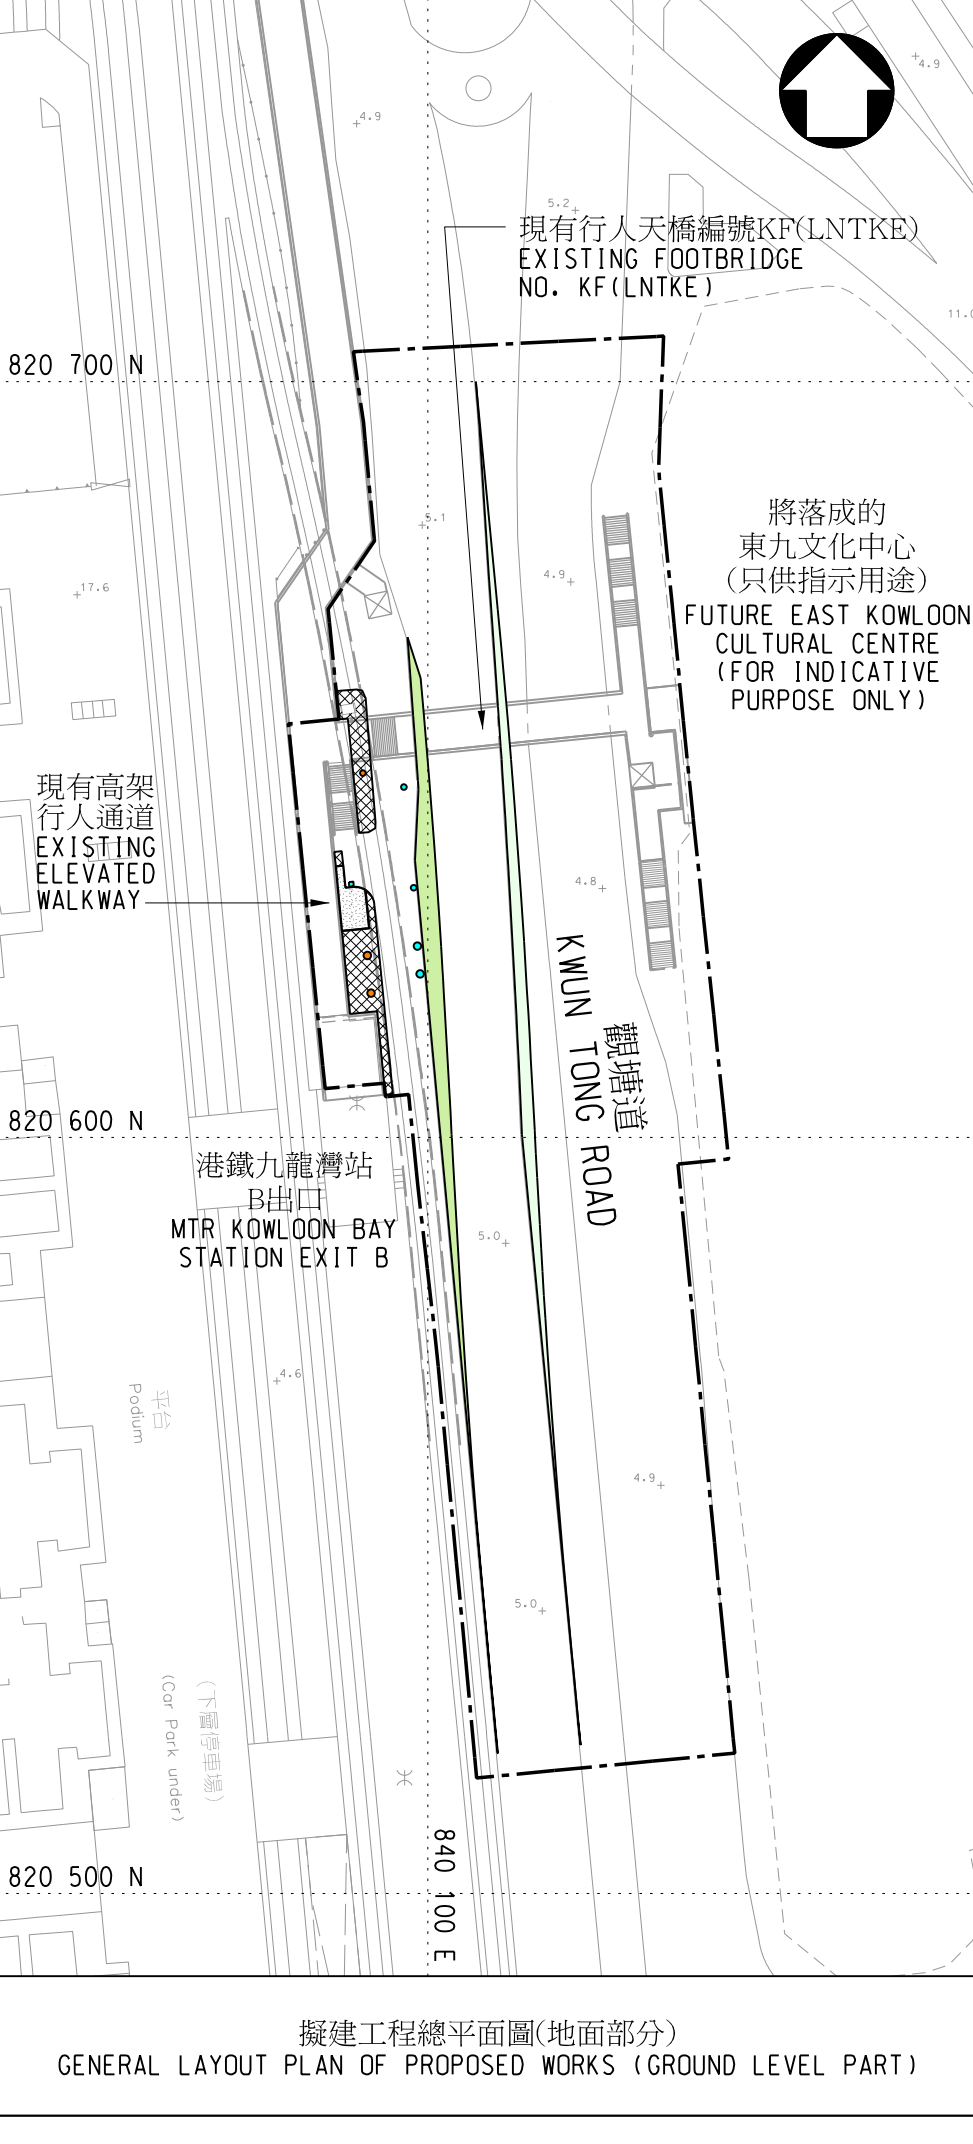 4.9
4.9
5.2
現有行人天橋編號KF(LNTKE)
EXISTING FOOTBRIDGE
NO. KF(LNTKE)
11.0
820 700 N
5.1
將落成的
東九文化中心
(只供指示用途)
FUTURE EAST KOWLOON
CULTURAL CENTRE
(FOR INDICATIVE
PURPOSE ONLY)
4.9
17.6
現有高架
行人通道
EXISTING
ELEVATED
WALKWAY
4.8
觀塘道
KWUN TONG ROAD
820 600 N
港鐵九龍灣站
B出口
MTR KOWLOON BAY
STATION EXIT B
5.0
4.6
平台
Podium
4.9
5.0
(下層停車場)
(Car Park under)
820 500 N
840 100 E
擬建工程總平面圖(地面部分)
GENERAL LAYOUT PLAN OF PROPOSED WORKS (GROUND LEVEL PART)